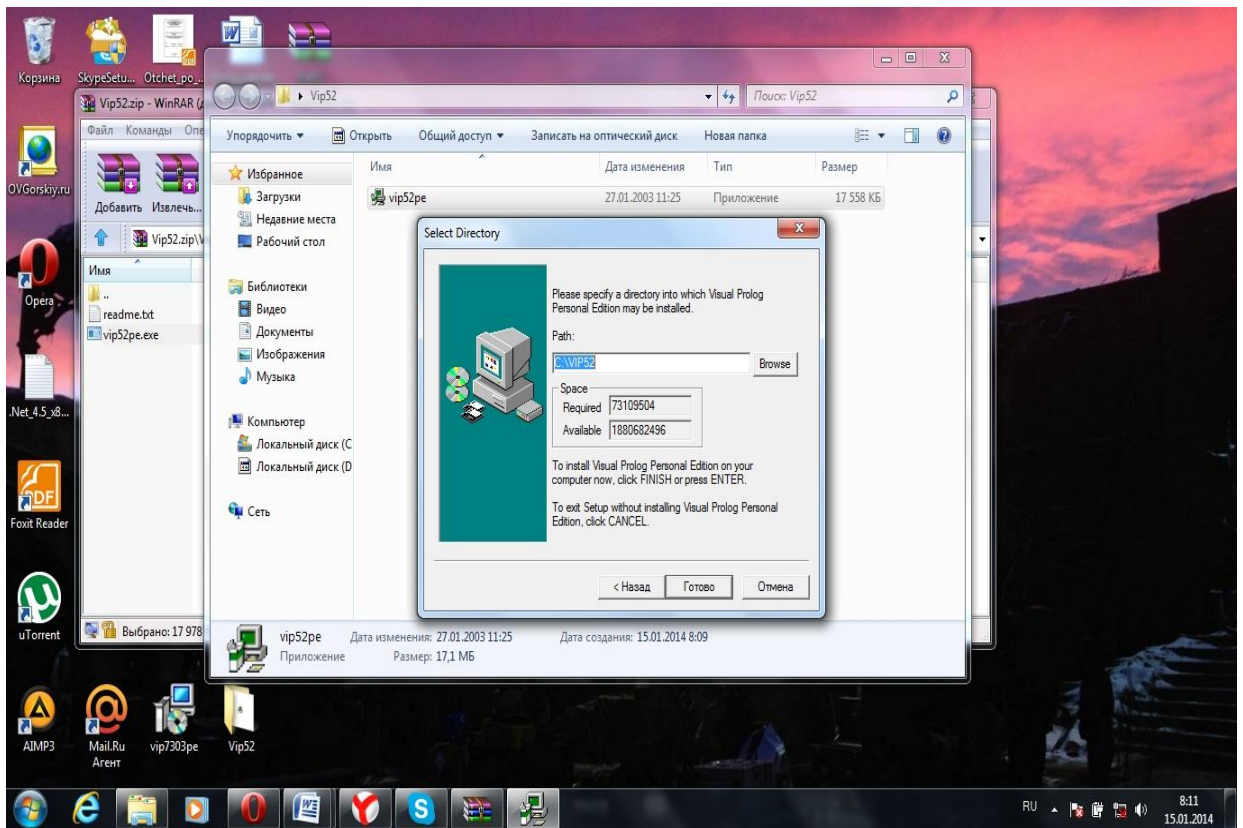 Корзина
SkypeSetu...
Otchet_po_...
Vip52.zip - WinRAR (д
Файл Команды Опе
Добавить Извлечь...
Vip52.zip\V
Имя
..
readme.txt
vip52pe.exe
Выбрано: 17 978
OVGorskiy.ru
Opera
.Net_4.5_x8...
Foxit Reader
uTorrent
AIMP3
Mail.Ru
Агент
vip7303pe
Vip52
Vip52
Поиск: Vip52
Упорядочить Открыть Общий доступ Записать на оптический диск Новая папка
Избранное
Загрузки
Недавние места
Рабочий стол
Библиотеки
Видео
Документы
Изображения
Музыка
Компьютер
Локальный диск (C
Локальный диск (D
Сеть
Имя Дата изменения Тип Размер
vip52pe 27.01.2003 11:25 Приложение 17 558 КБ
Select Directory
Please specify a directory into which Visual Prolog
Personal Edition may be installed.
Path:
C:\VIP52
Browse
Space
Required 73109504
Available 1880682496
To install Visual Prolog Personal Edition on your
computer now, click FINISH or press ENTER.
To exit Setup without installing Visual Prolog Personal
Edition, click CANCEL.
< Назад Готово Отмена
vip52pe Дата изменения: 27.01.2003 11:25 Дата создания: 15.01.2014 8:09
Приложение Размер: 17,1 МБ
RU
8:11
15.01.2014